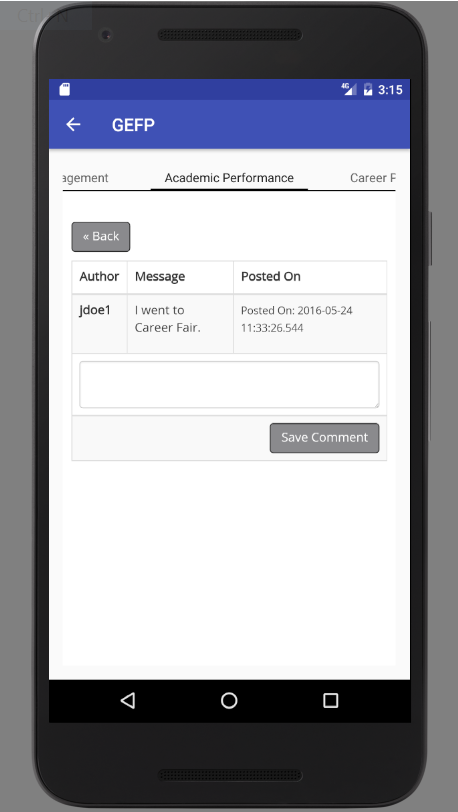 Ctrl+N
4G 3:15
GEFP
agement Academic Performance Career F
« Back
Author Message Posted On
jdoe1 I went to Posted On: 2016-05-24
Career Fair. 11:33:26.544
Save Comment